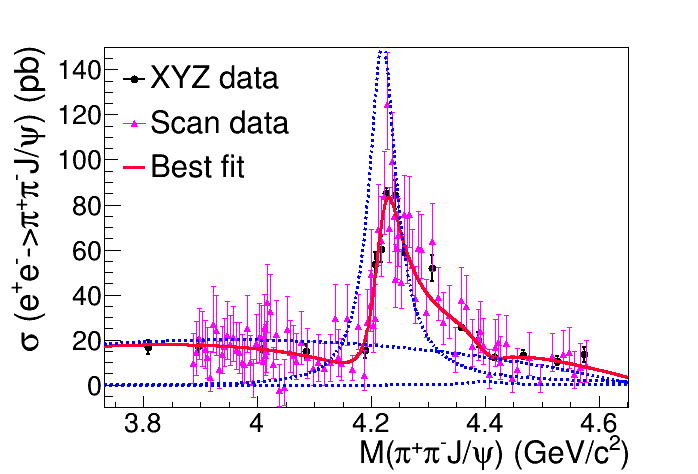 σ (e⁺e⁻->π⁺π⁻J/ψ) (pb)
140
120
100
80
60
40
20
0
XYZ data
Scan data
Best fit
3.8 4 4.2 4.4 4.6
M(π⁺π⁻J/ψ) (GeV/c²)